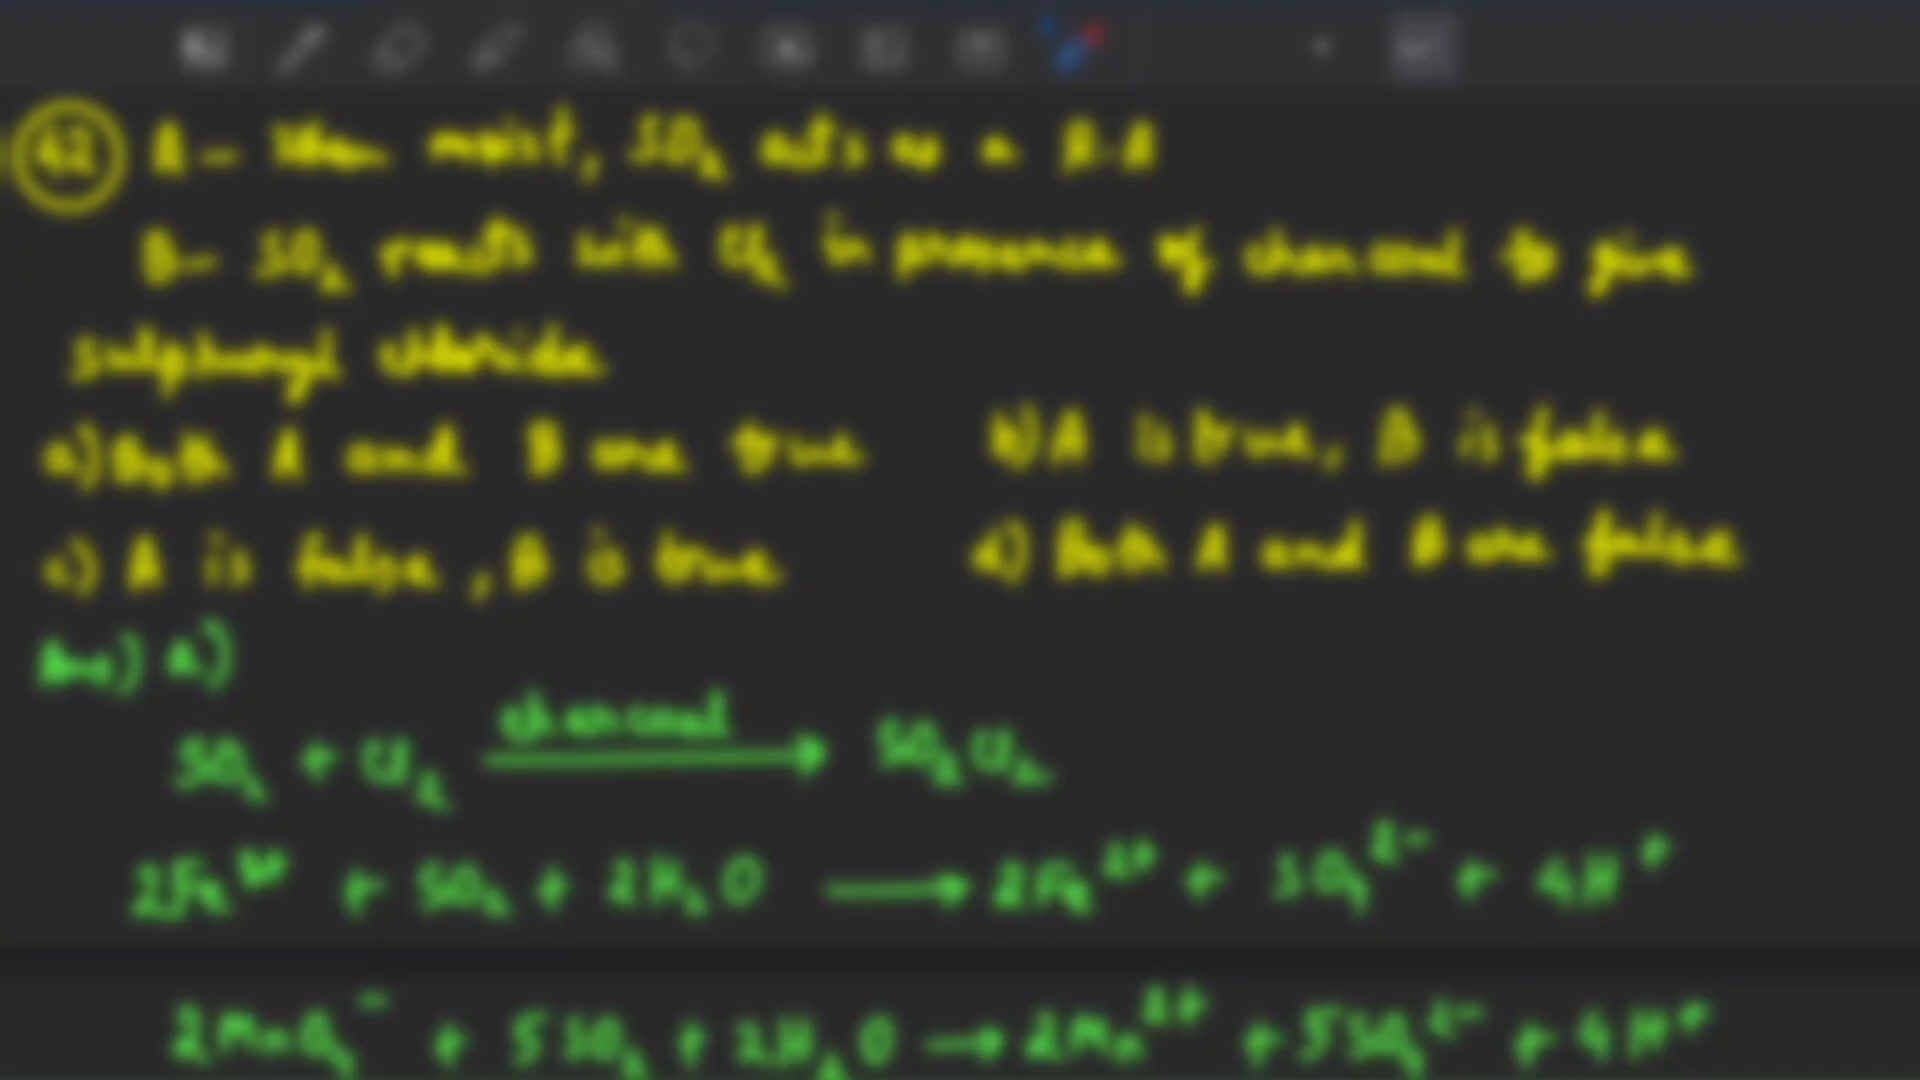 42 A - When moist, SO₂ acts as a R.A
B - SO₂ reacts with Cl₂ in presence of charcoal to give
sulphuryl chloride
a) Both A and B are true b) A is true, B is false
c) A is false, B is true d) Both A and B are false
Ans) a)
SO₂ + Cl₂ charcoal → SO₂Cl₂
2Fe³⁺ + SO₂ + 2H₂O → 2Fe²⁺ + SO₄²⁻ + 4H⁺
2MnO₄⁻ + 5SO₂ + 2H₂O → 2Mn²⁺ + 5SO₄²⁻ + 4H⁺